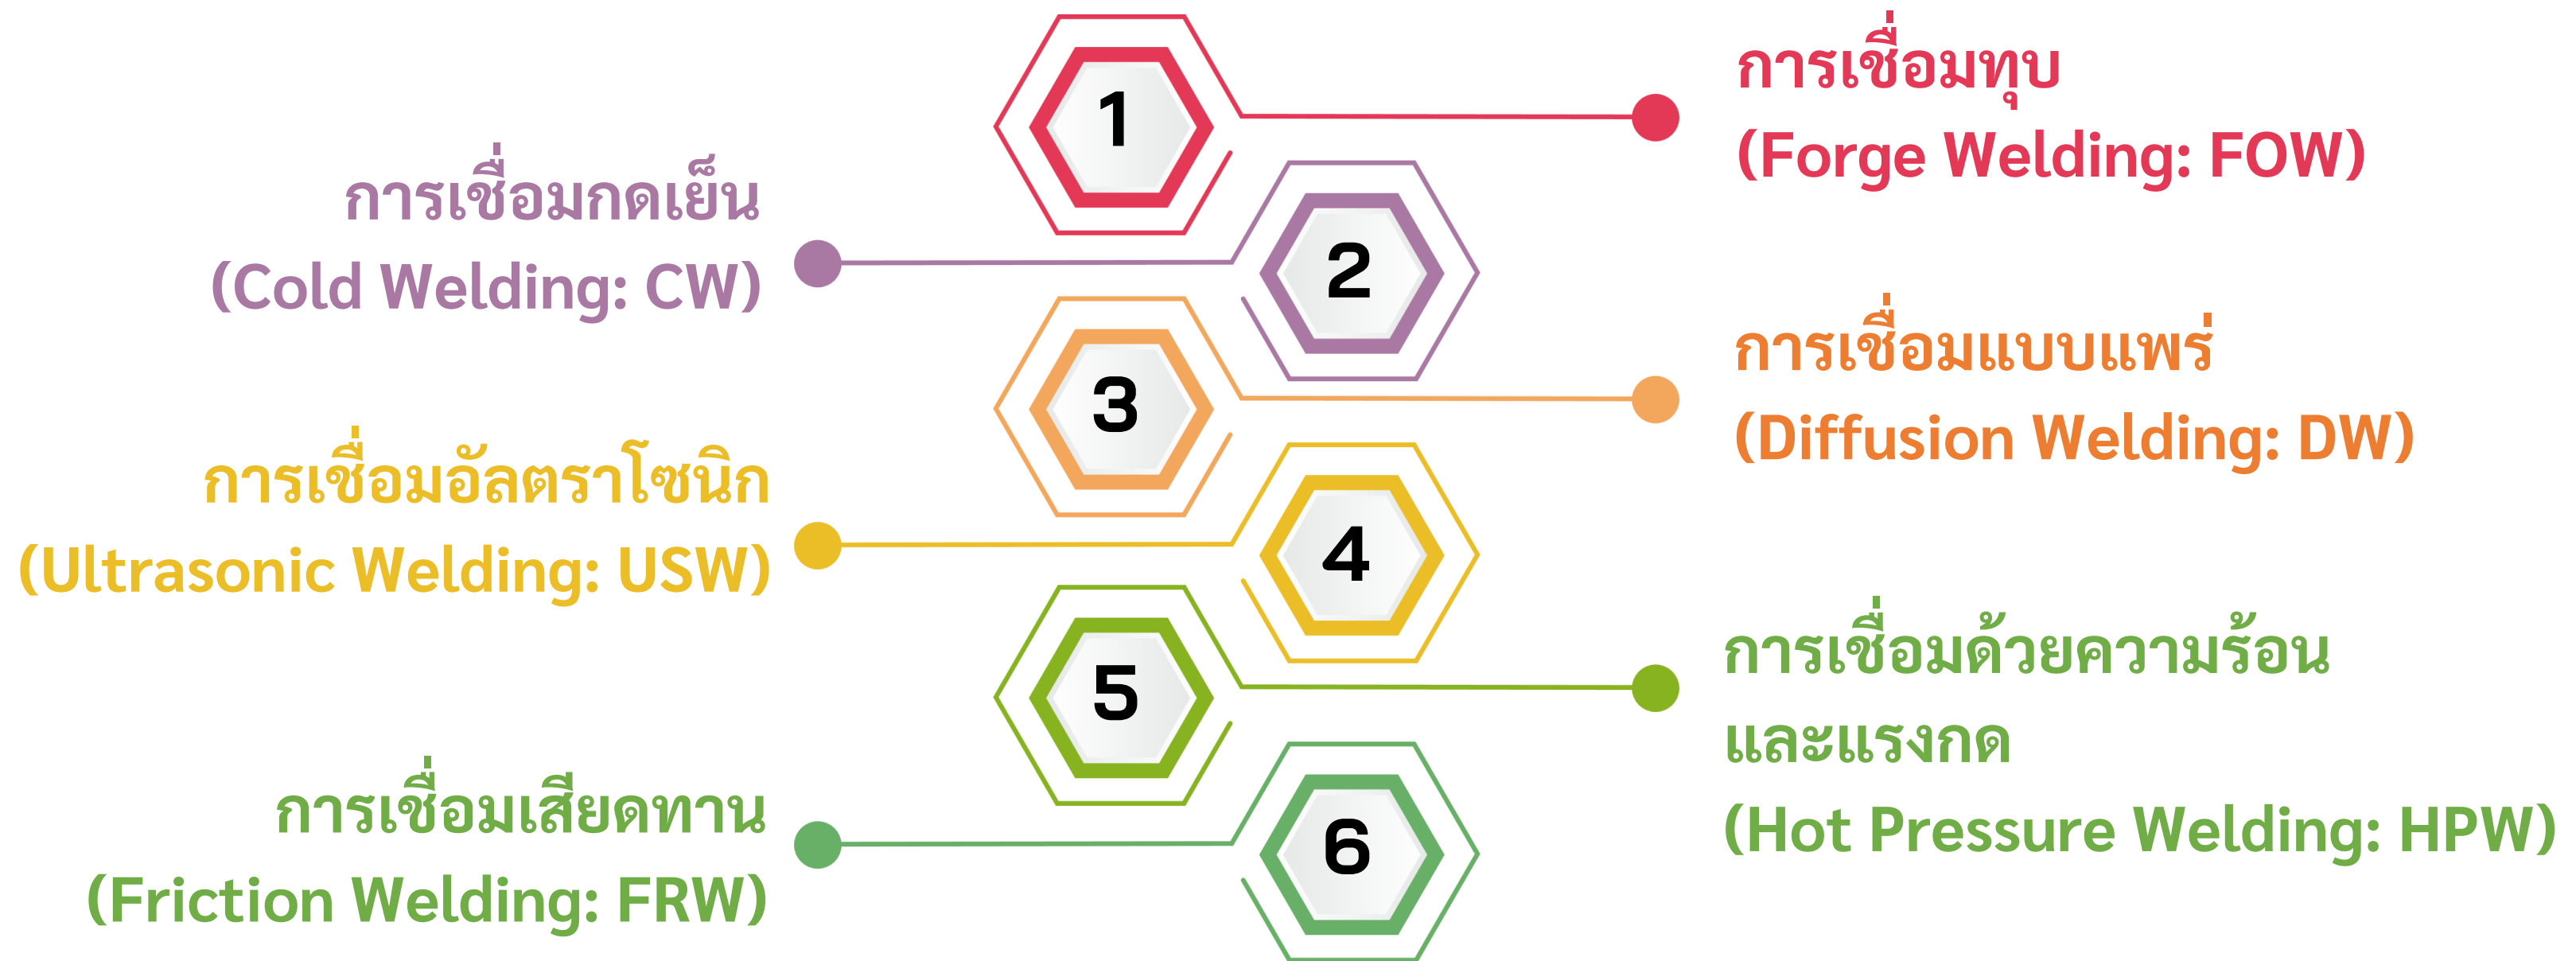 1
การเชื่อมทุบ
(Forge Welding: FOW)
2
การเชื่อมกดเย็น
(Cold Welding: CW)
3
การเชื่อมแบบแพร่
(Diffusion Welding: DW)
4
การเชื่อมอัลตราโซนิก
(Ultrasonic Welding: USW)
5
การเชื่อมด้วยความร้อน
และแรงกด
(Hot Pressure Welding: HPW)
6
การเชื่อมเสียดทาน
(Friction Welding: FRW)